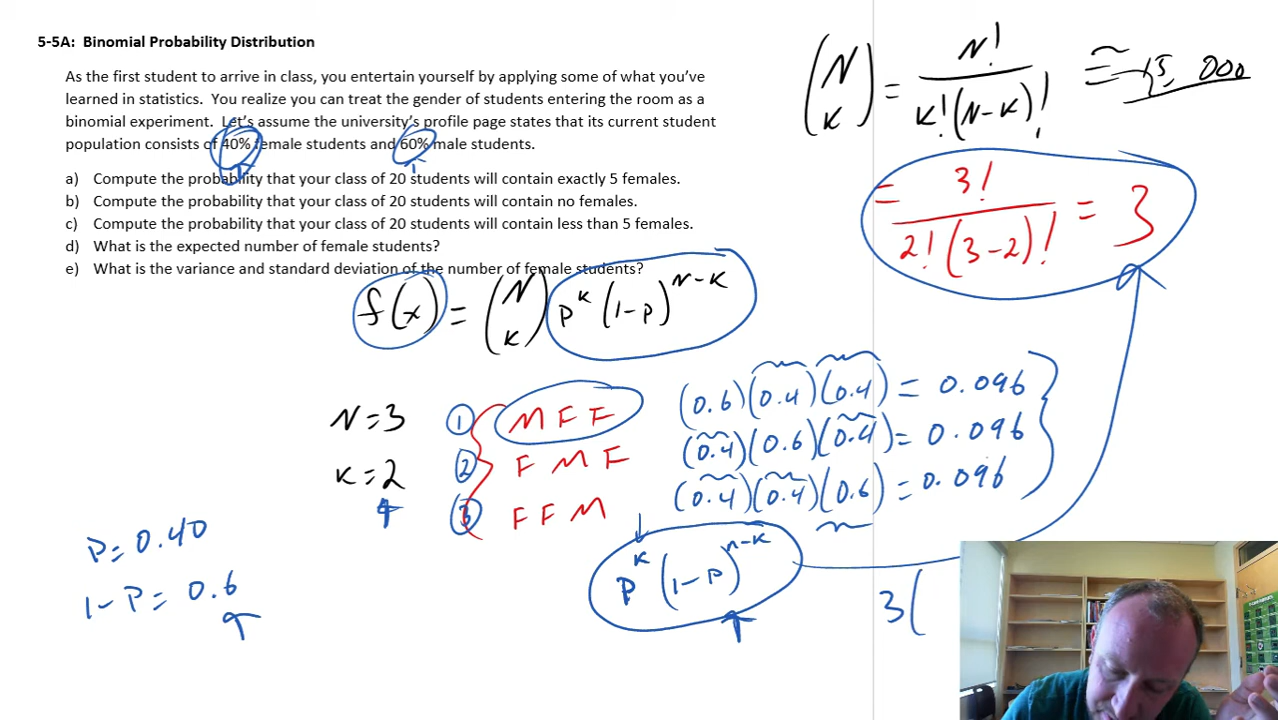 5-5A: Binomial Probability Distribution
As the first student to arrive in class, you entertain yourself by applying some of what you've
learned in statistics. You realize you can treat the gender of students entering the room as a
binomial experiment. Let's assume the university's profile page states that its current student
population consists of 40% female students and 60% male students.
a) Compute the probability that your class of 20 students will contain exactly 5 females.
b) Compute the probability that your class of 20 students will contain no females.
c) Compute the probability that your class of 20 students will contain less than 5 females.
d) What is the expected number of female students?
e) What is the variance and standard deviation of the number of female students?
(N K) = N! / K!(N-K)! ≅ 15,000
= 3! / 2!(3-2)! = 3
f(x) = (N K) P^K (1-P)^N-K
N=3
K=2
① M F F (0.6)(0.4)(0.4) = 0.096
② F M F (0.4)(0.6)(0.4) = 0.096
③ F F M (0.4)(0.4)(0.6) = 0.096
P = 0.40
1-P = 0.6
P^K (1-P)^n-K
3(